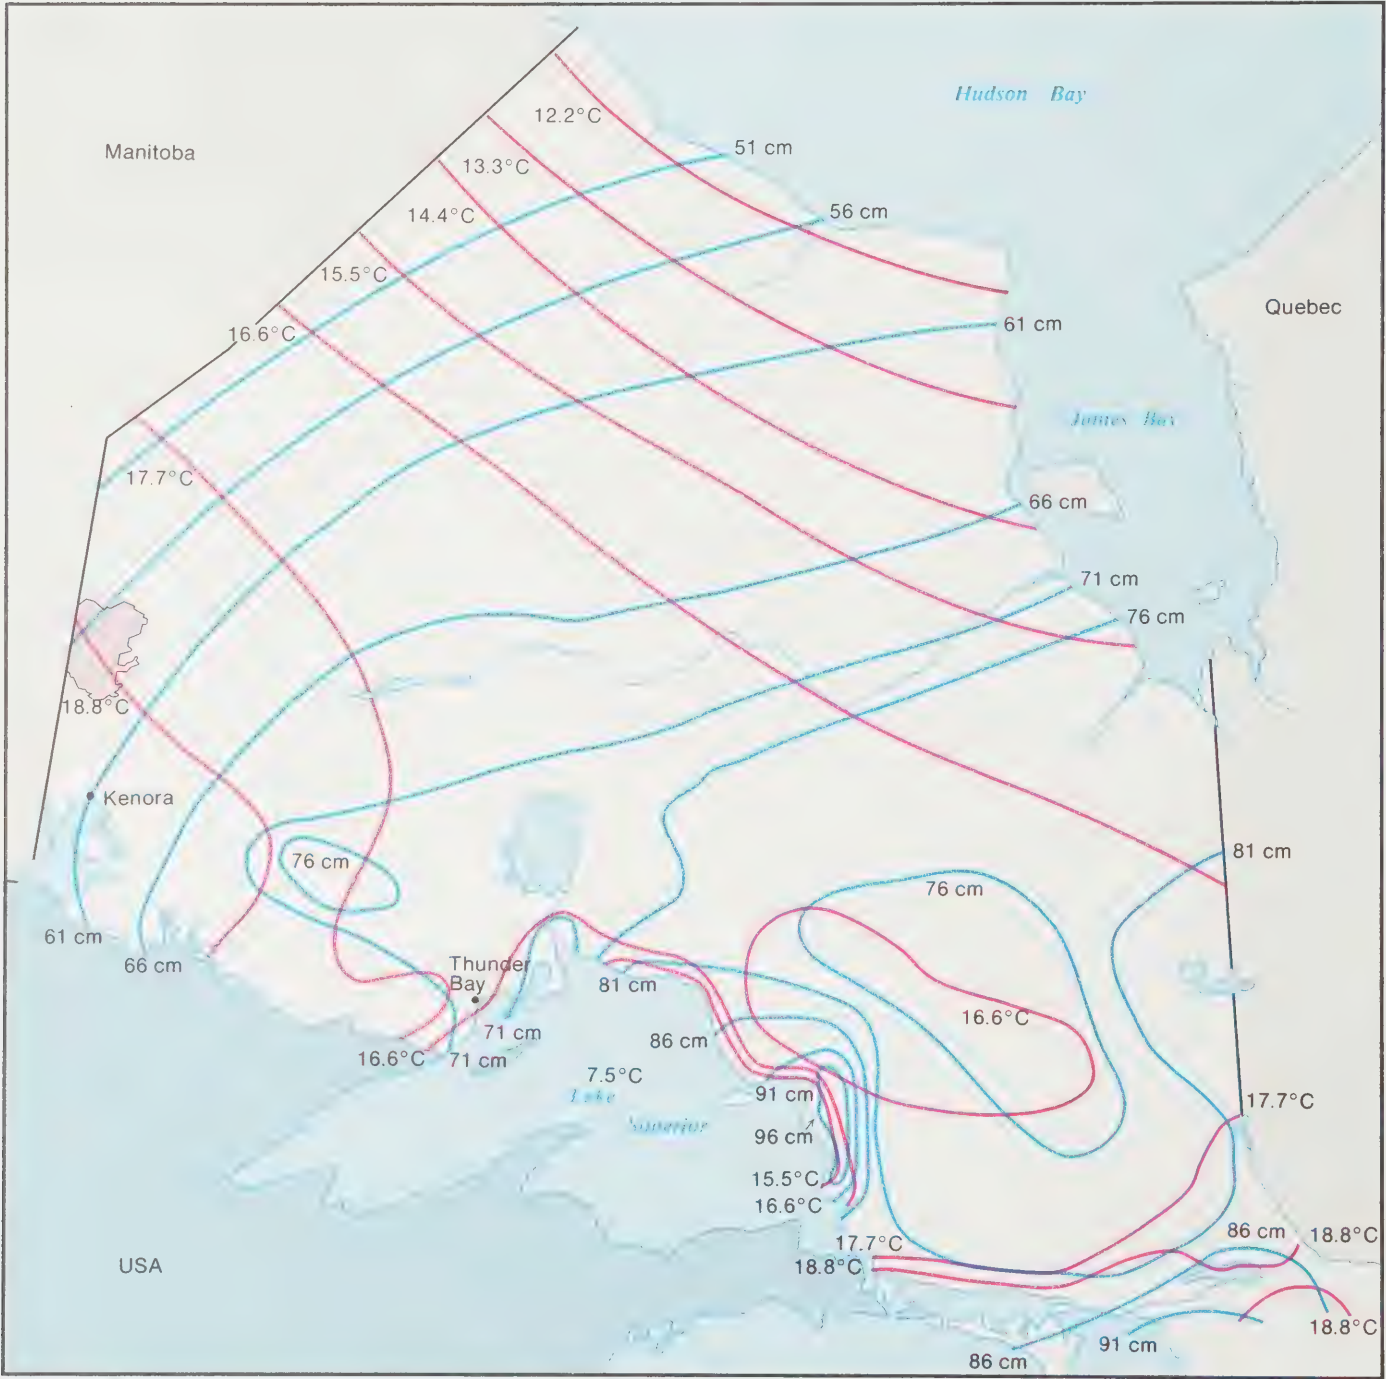 Hudson Bay
12.2°C
Manitoba
51 cm
13.3°C
14.4°C
56 cm
15.5°C
Quebec
61 cm
16.6°C
James Bay
17.7°C
66 cm
71 cm
76 cm
18.8°C
Kenora
81 cm
76 cm
76 cm
61 cm
66 cm
Thunder
Bay
81 cm
16.6°C
71 cm
86 cm
16.6°C
71 cm
7.5°C
Lake
Superior
91 cm
17.7°C
96 cm
15.5°C
16.6°C
86 cm
18.8°C
17.7°C
18.8°C
USA
18.8°C
91 cm
86 cm